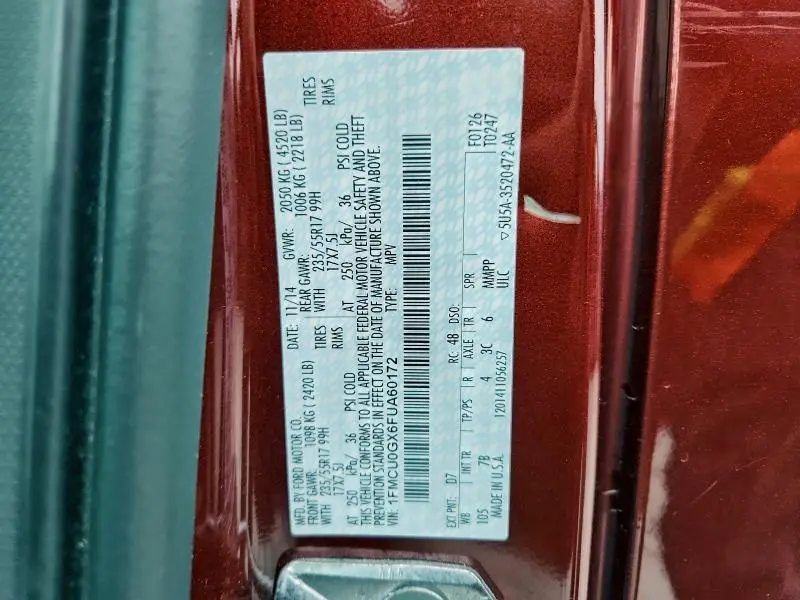 MFD. BY FORD MOTOR CO.
DATE: 11/14 GVWR: 2050 KG ( 4520 LB)
FRONT GAWR: 1098 KG ( 2420 LB) REAR GAWR: 1006 KG ( 2218 LB)
WITH 235/55R17 99H TIRES WITH 235/55R17 99H TIRES
17X7.5J RIMS 17X7.5J RIMS
AT 250 kPa/ 36 PSI COLD AT 250 kPa/ 36 PSI COLD
THIS VEHICLE CONFORMS TO ALL APPLICABLE FEDERAL MOTOR VEHICLE SAFETY AND THEFT
PREVENTION STANDARDS IN EFFECT ON THE DATE OF MANUFACTURE SHOWN ABOVE.
VIN: 1FMCU0GX6FUA60172 TYPE: MPV
F0126
T0247
EXT PNT: D7 RC: 48 DSO:
WB INT TR TP/PS R AXLE TR SPR
105 7B 4 3C 6 MMPP
MADE IN U.S.A. 1201411056257 ULC
▽5U5A-3520472-AA